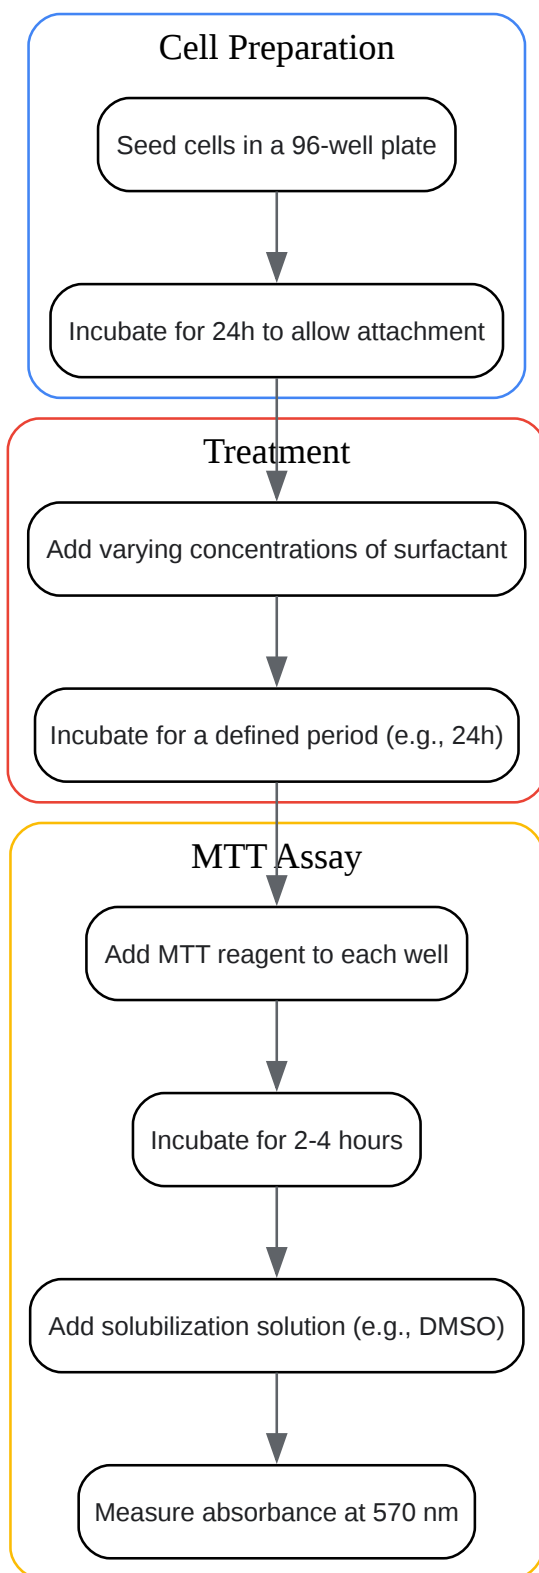 Cell Preparation
Seed cells in a 96-well plate
Incubate for 24h to allow attachment
Treatment
Add varying concentrations of surfactant
Incubate for a defined period (e.g., 24h)
MTT Assay
Add MTT reagent to each well
Incubate for 2-4 hours
Add solubilization solution (e.g., DMSO)
Measure absorbance at 570 nm